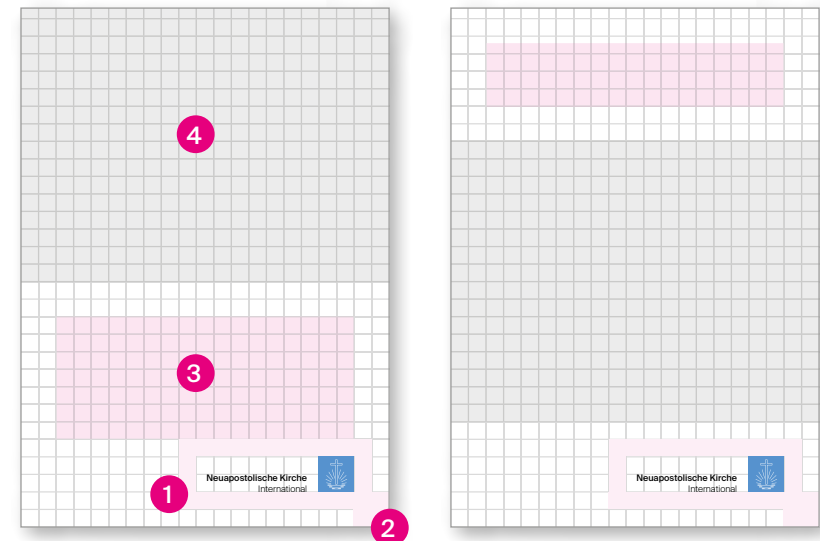 4
3
Neuapostolische Kirche
International
1
2
Neuapostolische Kirche
International